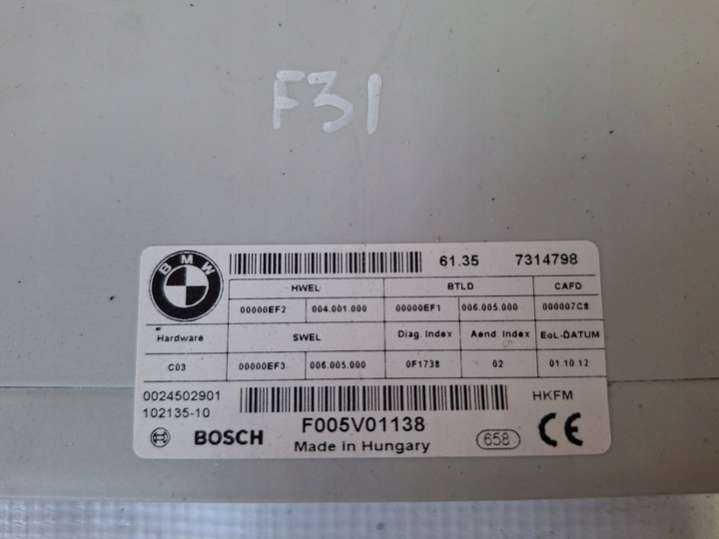 F31
BMW
61.35 7314798
HWEL BTLD CAFD
00000EF2 004.001.000 00000EF1 006.005.000 000007C8
Hardware SWEL Diag. Index Aend. Index EoL-DATUM
C03 00000EF3 006.005.000 0F1738 02 01 10 12
0024502901 HKFM
102135-10
BOSCH F005V01138 658 CE
Made in Hungary